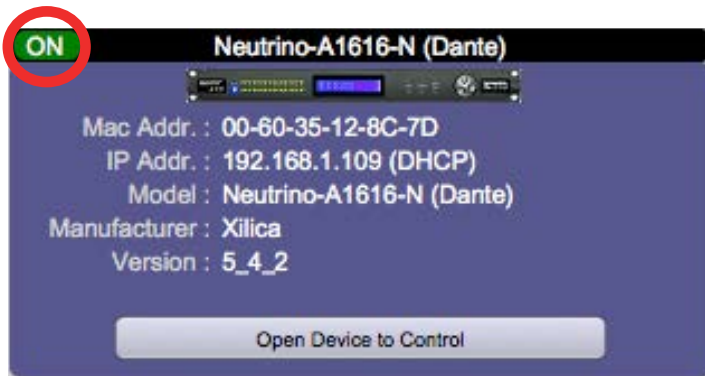 ON Neutrino-A1616-N (Dante)
Mac Addr. : 00-60-35-12-8C-7D
IP Addr. : 192.168.1.109 (DHCP)
Model : Neutrino-A1616-N (Dante)
Manufacturer : Xilica
Version : 5_4_2
Open Device to Control